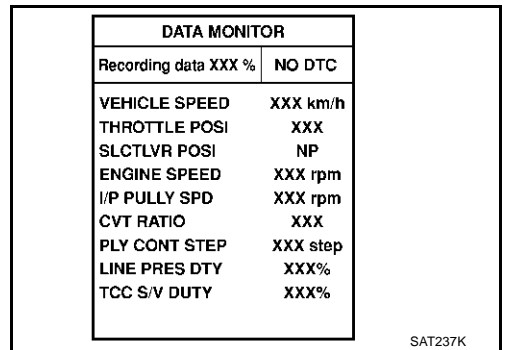 DATA MONITOR
Recording data XXX % NO DTC
VEHICLE SPEED XXX km/h
THROTTLE POSI XXX
SLCTLVR POSI NP
ENGINE SPEED XXX rpm
I/P PULLY SPD XXX rpm
CVT RATIO XXX
PLY CONT STEP XXX step
LINE PRES DTY XXX%
TCC S/V DUTY XXX%
SAT237K